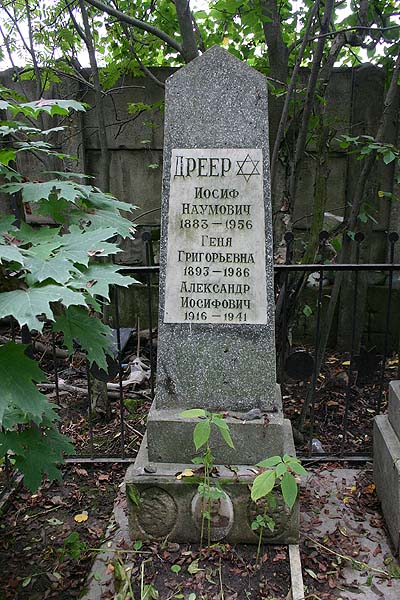 ДРЕЕР
ИОСИФ
НАУМОВИЧ
1883 - 1956
ГЕНЯ
ГРИГОРЬЕВНА
1893 - 1986
АЛЕКСАНДР
ИОСИФОВИЧ
1916 - 1941